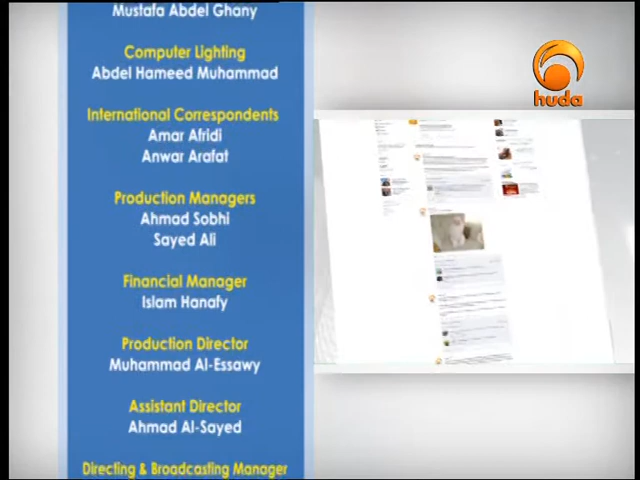 Mustafa Abdel Ghany
Computer Lighting
Abdel Hameed Muhammad
International Correspondents
Amar Afridi
Anwar Arafat
Production Managers
Ahmad Sobhi
Sayed Ali
Financial Manager
Islam Hanafy
Production Director
Muhammad Al-Essawy
Assistant Director
Ahmad Al-Sayed
Directing & Broadcasting Manager
huda